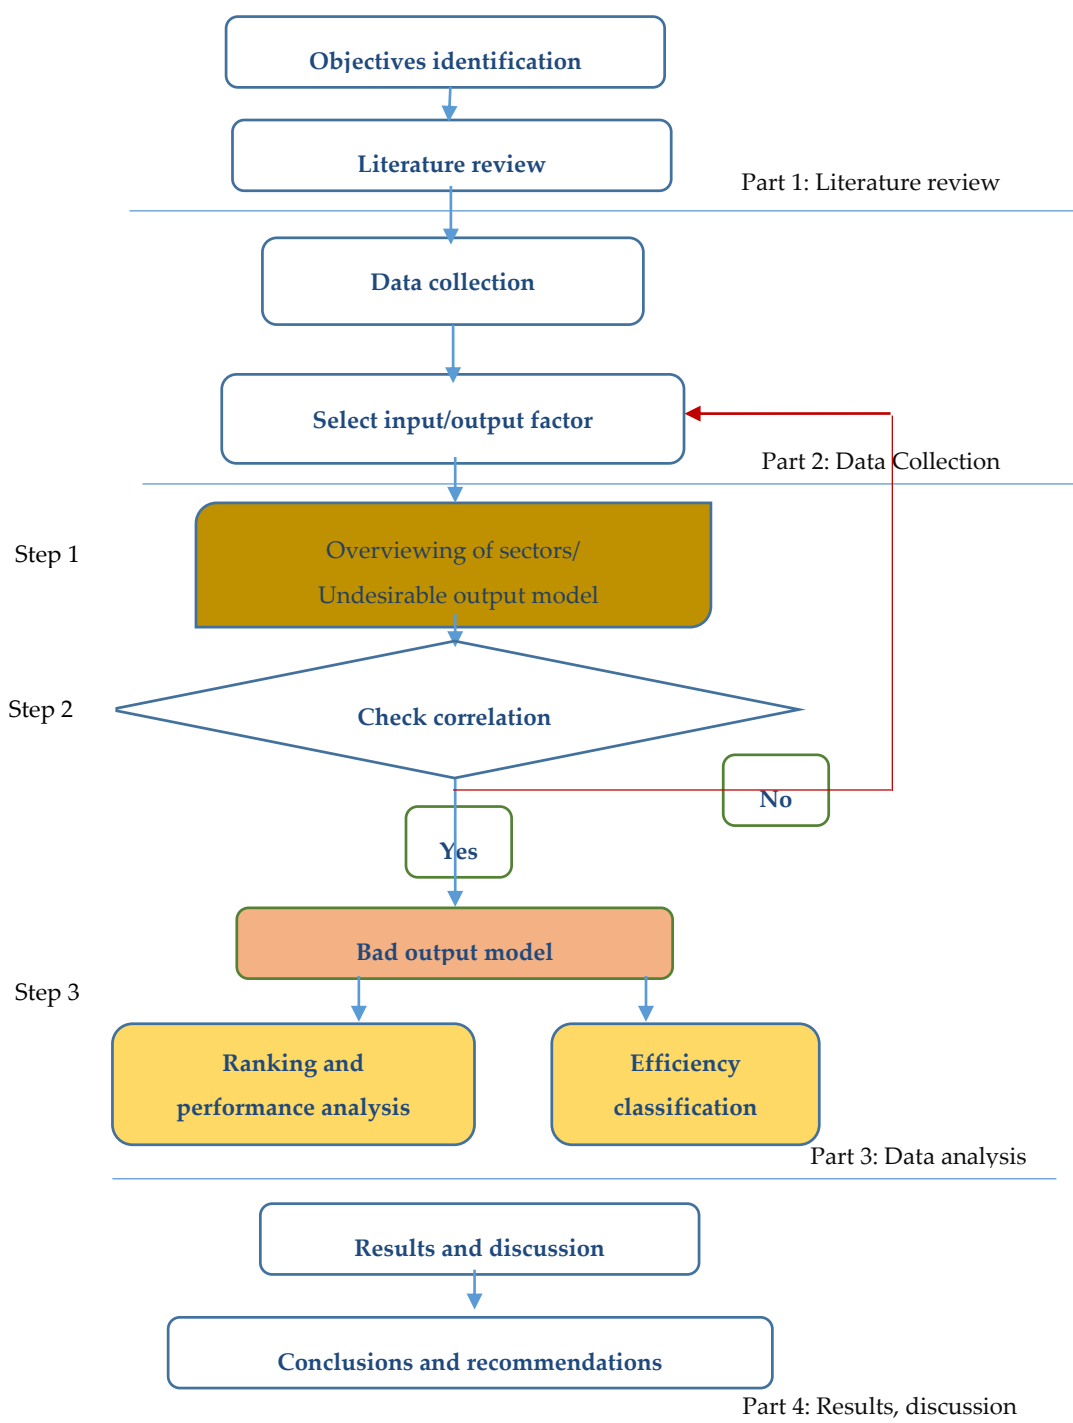 Objectives identification
Literature review
Part 1: Literature review
Data collection
Select input/output factor
Part 2: Data Collection
Step 1
Overviewing of sectors/
Undesirable output model
Step 2
Check correlation
No
Yes
Bad output model
Step 3
Ranking and
performance analysis
Efficiency
classification
Part 3: Data analysis
Results and discussion
Conclusions and recommendations
Part 4: Results, discussion